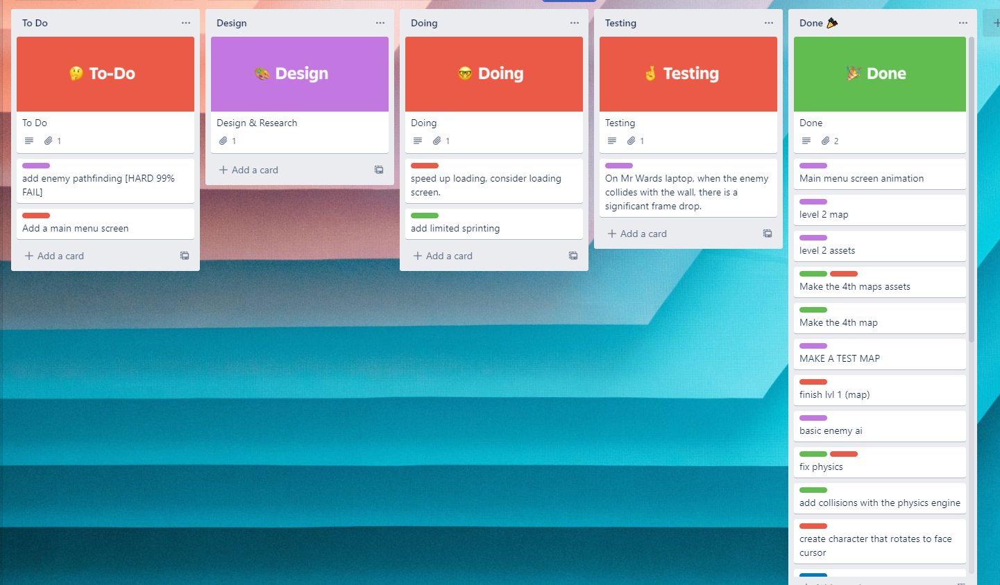 To Do
To-Do
To Do
1
add enemy pathfinding [HARD 99%
FAIL]
Add a main menu screen
Add a card
Design
Design
Design & Research
1
Add a card
Doing
Doing
Doing
1
speed up loading, consider loading
screen.
add limited sprinting
Add a card
Testing
Testing
Testing
1
On Mr Wards laptop, when the enemy
collides with the wall, there is a
significant frame drop.
Add a card
Done
Done
Done
2
Main menu screen animation
level 2 map
level 2 assets
Make the 4th maps assets
Make the 4th map
MAKE A TEST MAP
finish lvl 1 (map)
basic enemy ai
fix physics
add collisions with the physics engine
create character that rotates to face
cursor